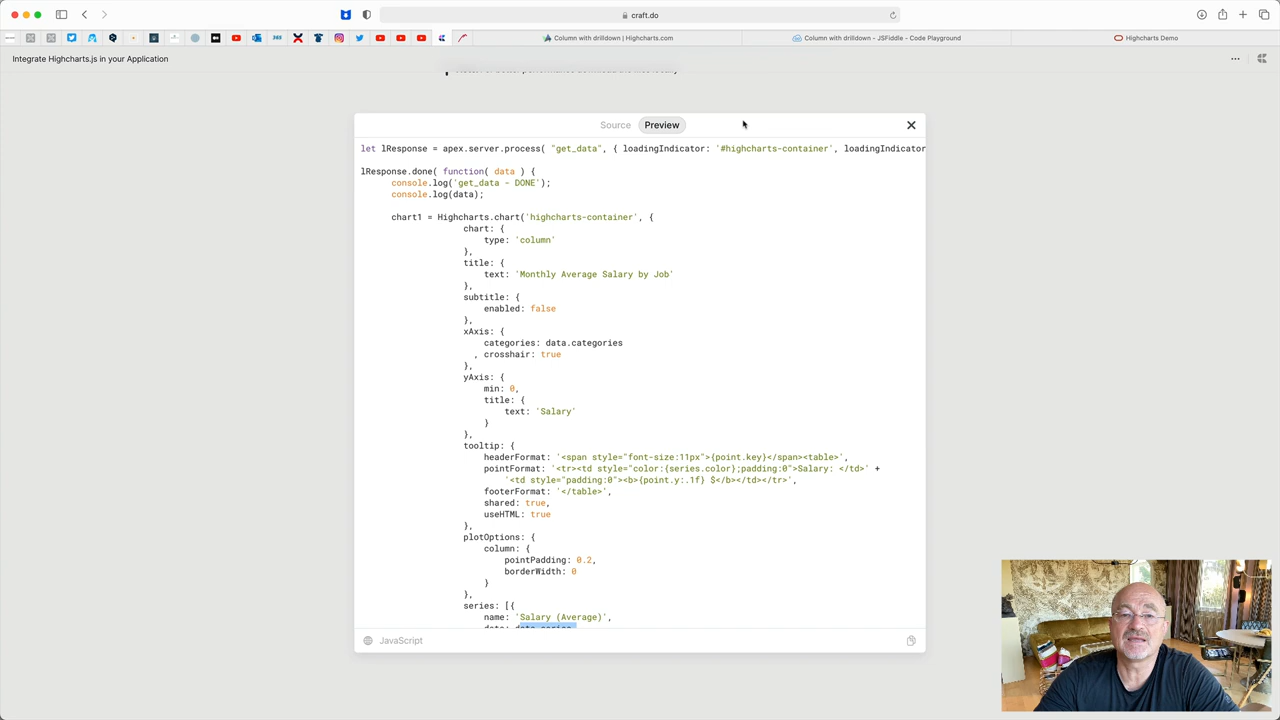 craft.do
Column with drilldown | Highcharts.com
Column with drilldown - JSFiddle - Code Playground
Highcharts Demo
Integrate Highcharts.js in your Application
Source
Preview
let lResponse = apex.server.process( "get_data", { loadingIndicator: '#highcharts-container', loadingIndicator
lResponse.done( function( data ) {
console.log('get_data - DONE');
console.log(data);
chart1 = Highcharts.chart('highcharts-container', {
chart: {
type: 'column'
},
title: {
text: 'Monthly Average Salary by Job'
},
subtitle: {
enabled: false
},
xAxis: {
categories: data.categories
, crosshair: true
},
yAxis: {
min: 0,
title: {
text: 'Salary'
}
},
tooltip: {
headerFormat: '<span style="font-size:11px">{point.key}</span><table>',
pointFormat: '<tr><td style="color:{series.color};padding:0">Salary: </td>' +
'<td style="padding:0"><b>{point.y:.1f} $</b></td></tr>',
footerFormat: '</table>',
shared: true,
useHTML: true
},
plotOptions: {
column: {
pointPadding: 0.2,
borderWidth: 0
}
},
series: [{
name: 'Salary (Average)',
JavaScript